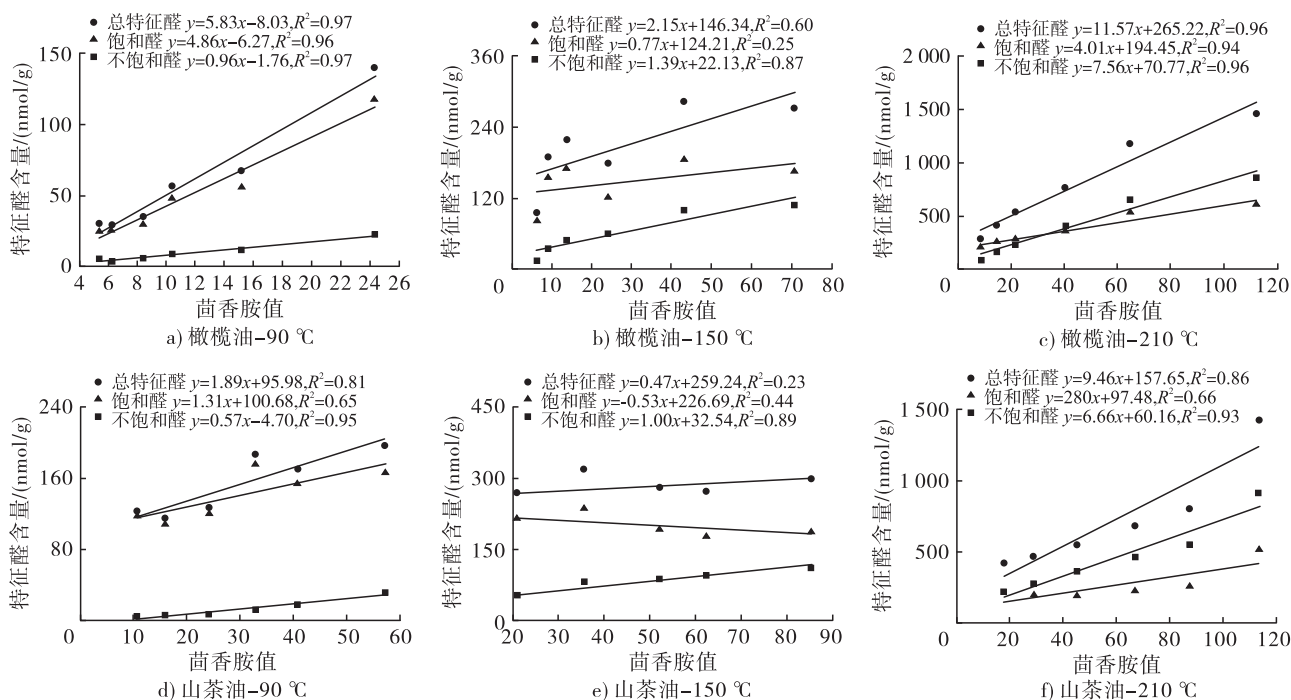 ● 总特征醛 y=5.83x−8.03,R²=0.97
▲ 饱和醛 y=4.86x−6.27,R²=0.96
■ 不饱和醛 y=0.96x−1.76,R²=0.97
特征醛含量/(nmol/g)
150
100
50
0
4 6 8 10 12 14 16 18 20 22 24 26
茴香胺值
a) 橄榄油−90 ℃
● 总特征醛 y=2.15x+146.34,R²=0.60
▲ 饱和醛 y=0.77x+124.21,R²=0.25
■ 不饱和醛 y=1.39x+22.13,R²=0.87
特征醛含量/(nmol/g)
360
240
120
0
10 20 30 40 50 60 70 80
茴香胺值
b) 橄榄油−150 ℃
● 总特征醛 y=11.57x+265.22,R²=0.96
▲ 饱和醛 y=4.01x+194.45,R²=0.94
■ 不饱和醛 y=7.56x+70.77,R²=0.96
特征醛含量/(nmol/g)
2 000
1 500
1 000
500
0
20 40 60 80 100 120
茴香胺值
c) 橄榄油−210 ℃
● 总特征醛 y=1.89x+95.98,R²=0.81
▲ 饱和醛 y=1.31x+100.68,R²=0.65
■ 不饱和醛 y=0.57x−4.70,R²=0.95
特征醛含量/(nmol/g)
240
160
80
0
10 20 30 40 50 60
茴香胺值
d) 山茶油−90 ℃
● 总特征醛 y=0.47x+259.24,R²=0.23
▲ 饱和醛 y=−0.53x+226.69,R²=0.44
■ 不饱和醛 y=1.00x+32.54,R²=0.89
特征醛含量/(nmol/g)
450
300
150
0
20 30 40 50 60 70 80 90
茴香胺值
e) 山茶油−150 ℃
● 总特征醛 y=9.46x+157.65,R²=0.86
▲ 饱和醛 y=280x+97.48,R²=0.66
■ 不饱和醛 y=6.66x+60.16,R²=0.93
特征醛含量/(nmol/g)
1 500
1 000
500
0
20 40 60 80 100 120
茴香胺值
f) 山茶油−210 ℃